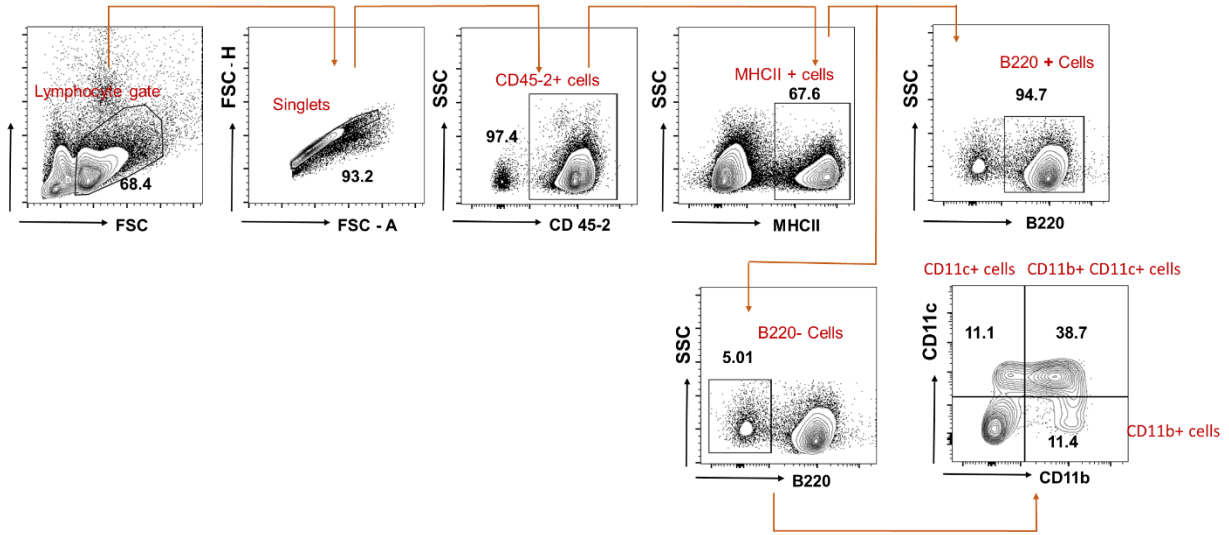 Lymphocyte gate
68.4
FSC
FSC - H
Singlets
93.2
FSC - A
SSC
CD45-2+ cells
97.4
CD 45-2
SSC
MHCII + cells
67.6
MHCII
SSC
B220 + Cells
94.7
B220
SSC
B220- Cells
5.01
B220
CD11c+ cells
CD11b+ CD11c+ cells
CD11c
11.1
38.7
CD11b+ cells
11.4
CD11b